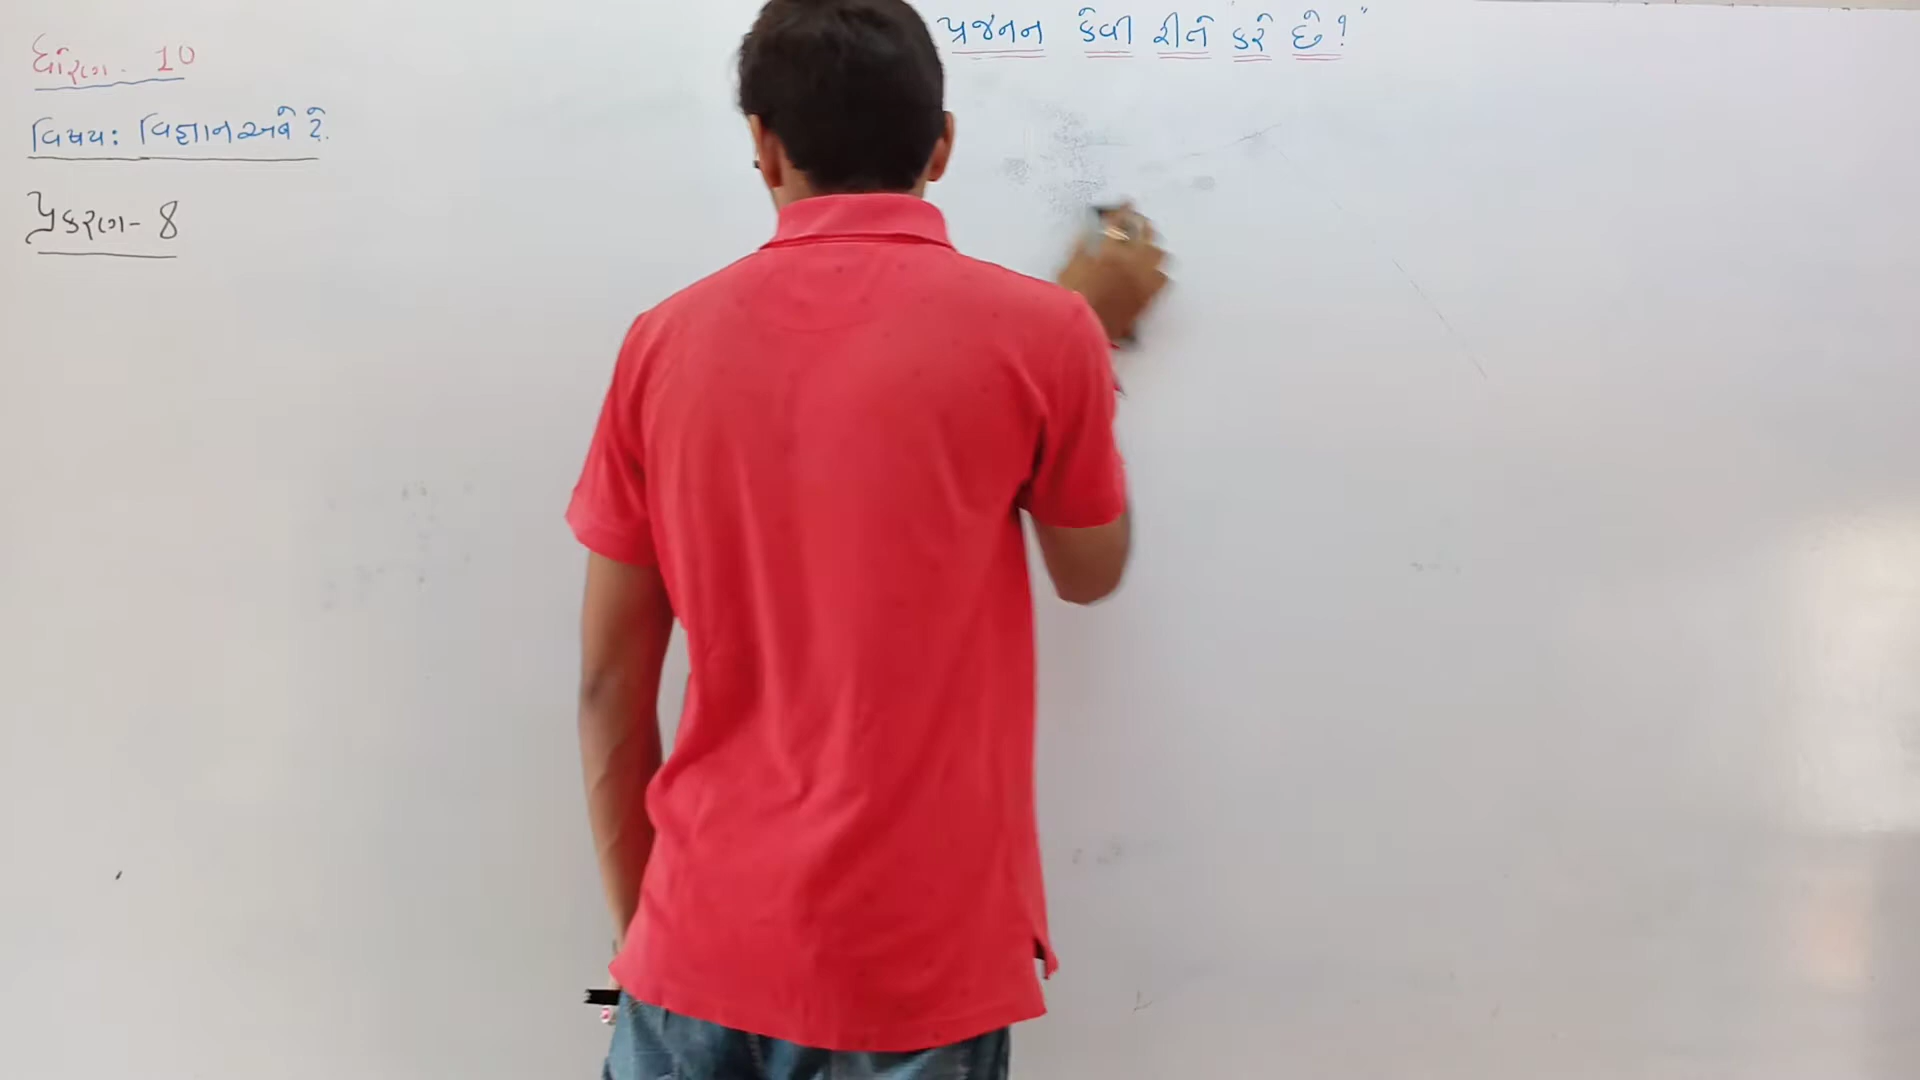 ધોરણ - 10
પ્રજનન કેવી રીતે કરે છે ?"
વિષય : વિજ્ઞાન અને ટે.
પ્રકરણ - 8